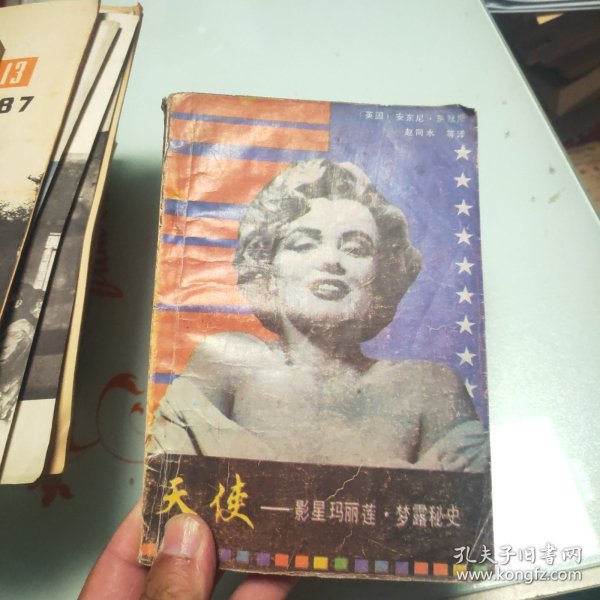 13
87
（英国）安东尼·
赵同水 等译
天使
——影星玛丽莲·梦露秘史
孔夫子旧书网
www.kongfz.com